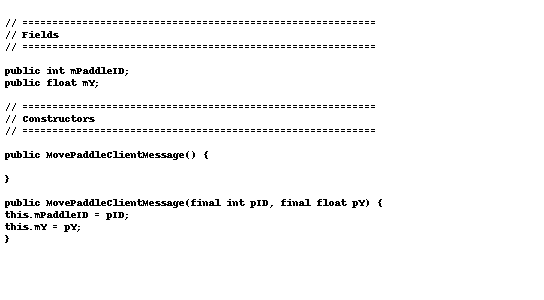 // ===========================================================
// Fields
// ===========================================================
public int mPaddleID;
public float mY;
// ===========================================================
// Constructors
// ===========================================================
public MovePaddleClientMessage() {
}
public MovePaddleClientMessage(final int pID, final float pY) {
this.mPaddleID = pID;
this.mY = pY;
}